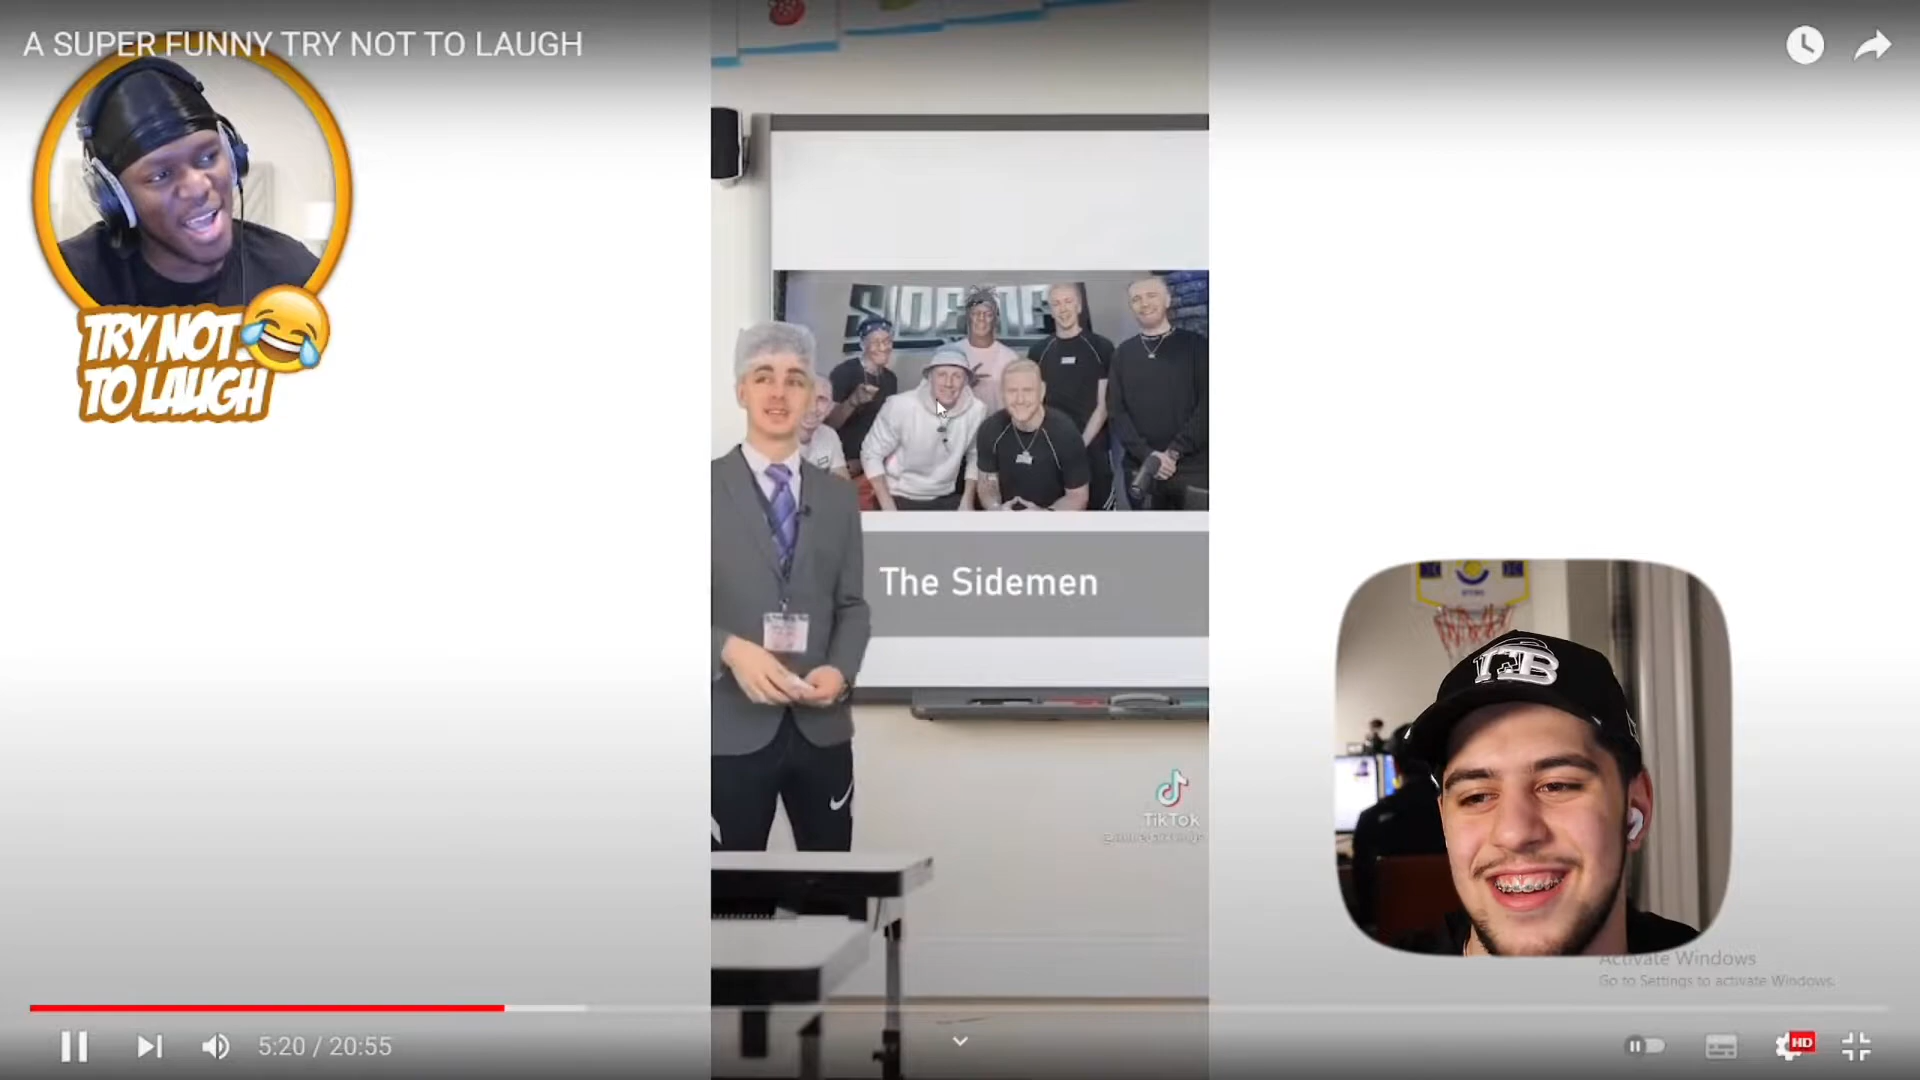 A SUPER FUNNY TRY NOT TO LAUGH
TRY NOT
TO LAUGH
SIDEMEN
The Sidemen
TikTok
Activate Windows
Go to Settings to activate Windows.
5:20 / 20:55
HD